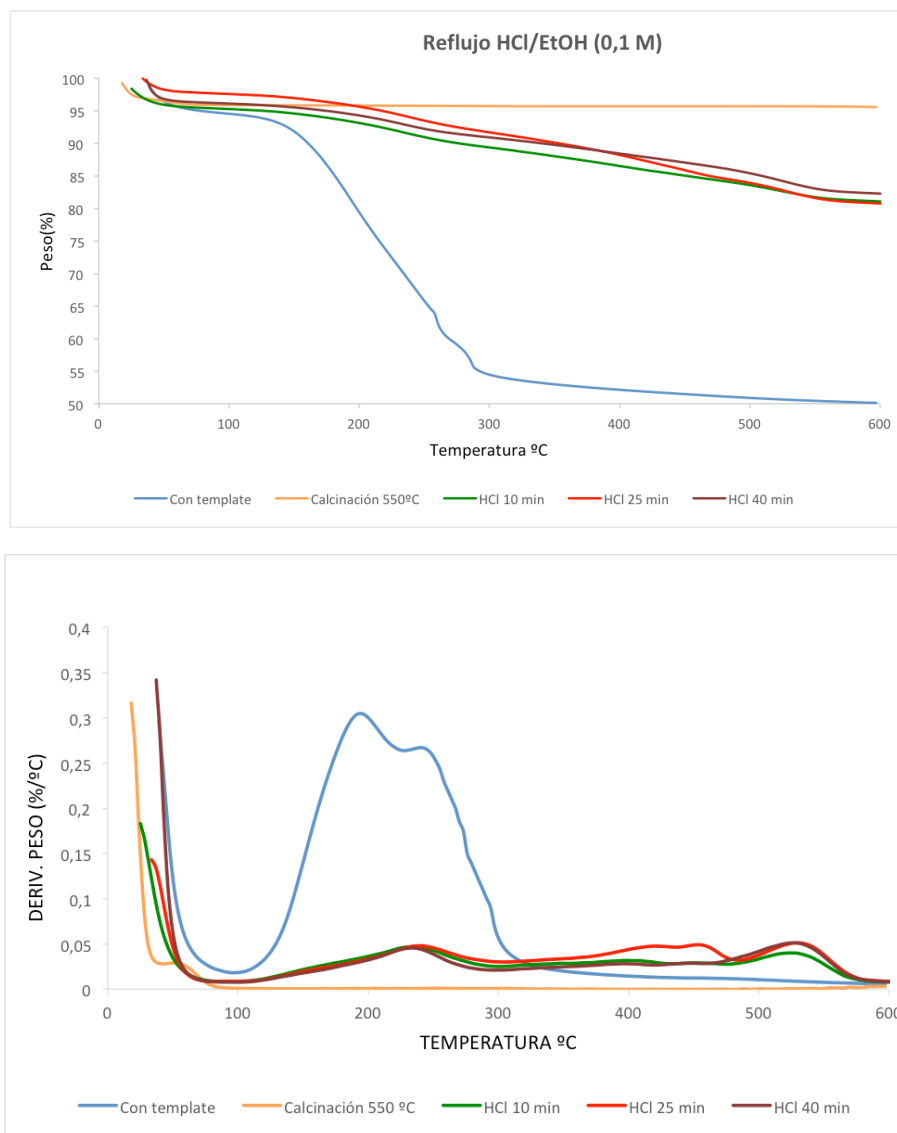 Reflujo HCl/EtOH (0,1 M)
100
95
90
85
80
75
70
65
60
55
50
Peso(%)
0 100 200 300 400 500 600
Temperatura ºC
Con template Calcinación 550ºC HCl 10 min HCl 25 min HCl 40 min
0,4
0,35
0,3
0,25
0,2
0,15
0,1
0,05
0
DERIV. PESO (%/ºC)
0 100 200 300 400 500 600
TEMPERATURA ºC
Con template Calcinación 550 ºC HCl 10 min HCl 25 min HCl 40 min